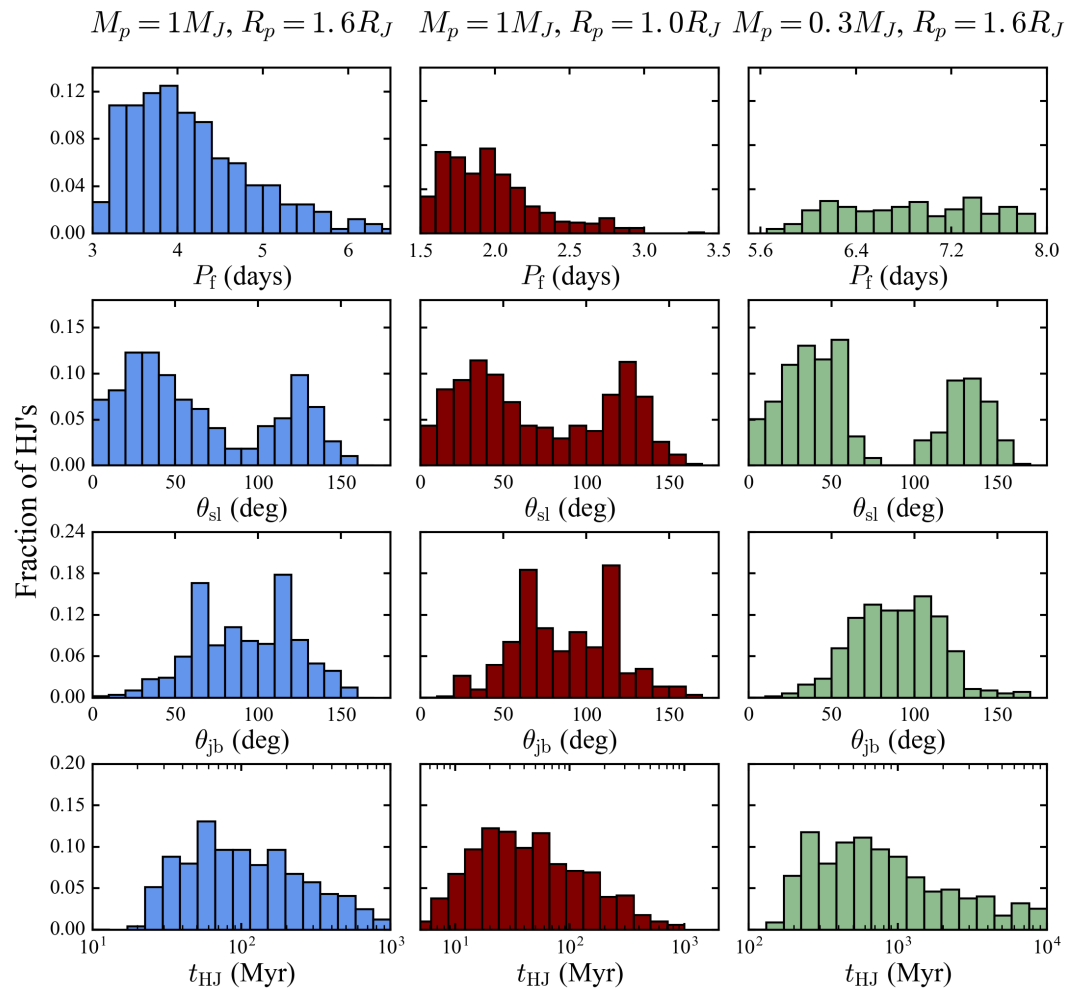 M_p = 1M_J, R_p = 1.6R_J M_p = 1M_J, R_p = 1.0R_J M_p = 0.3M_J, R_p = 1.6R_J
0.12
0.08
0.04
0.00
3 4 5 6 1.5 2.0 2.5 3.0 3.5 5.6 6.4 7.2 8.0
P_f (days) P_f (days) P_f (days)
0.15
0.10
0.05
0.00
0 50 100 150 0 50 100 150 0 50 100 150
θ_sl (deg) θ_sl (deg) θ_sl (deg)
Fraction of HJ's
0.24
0.18
0.12
0.06
0.00
0 50 100 150 0 50 100 150 0 50 100 150
θ_jb (deg) θ_jb (deg) θ_jb (deg)
0.20
0.15
0.10
0.05
0.00
10^1 10^2 10^3 10^1 10^2 10^3 10^2 10^3 10^4
t_HJ (Myr) t_HJ (Myr) t_HJ (Myr)